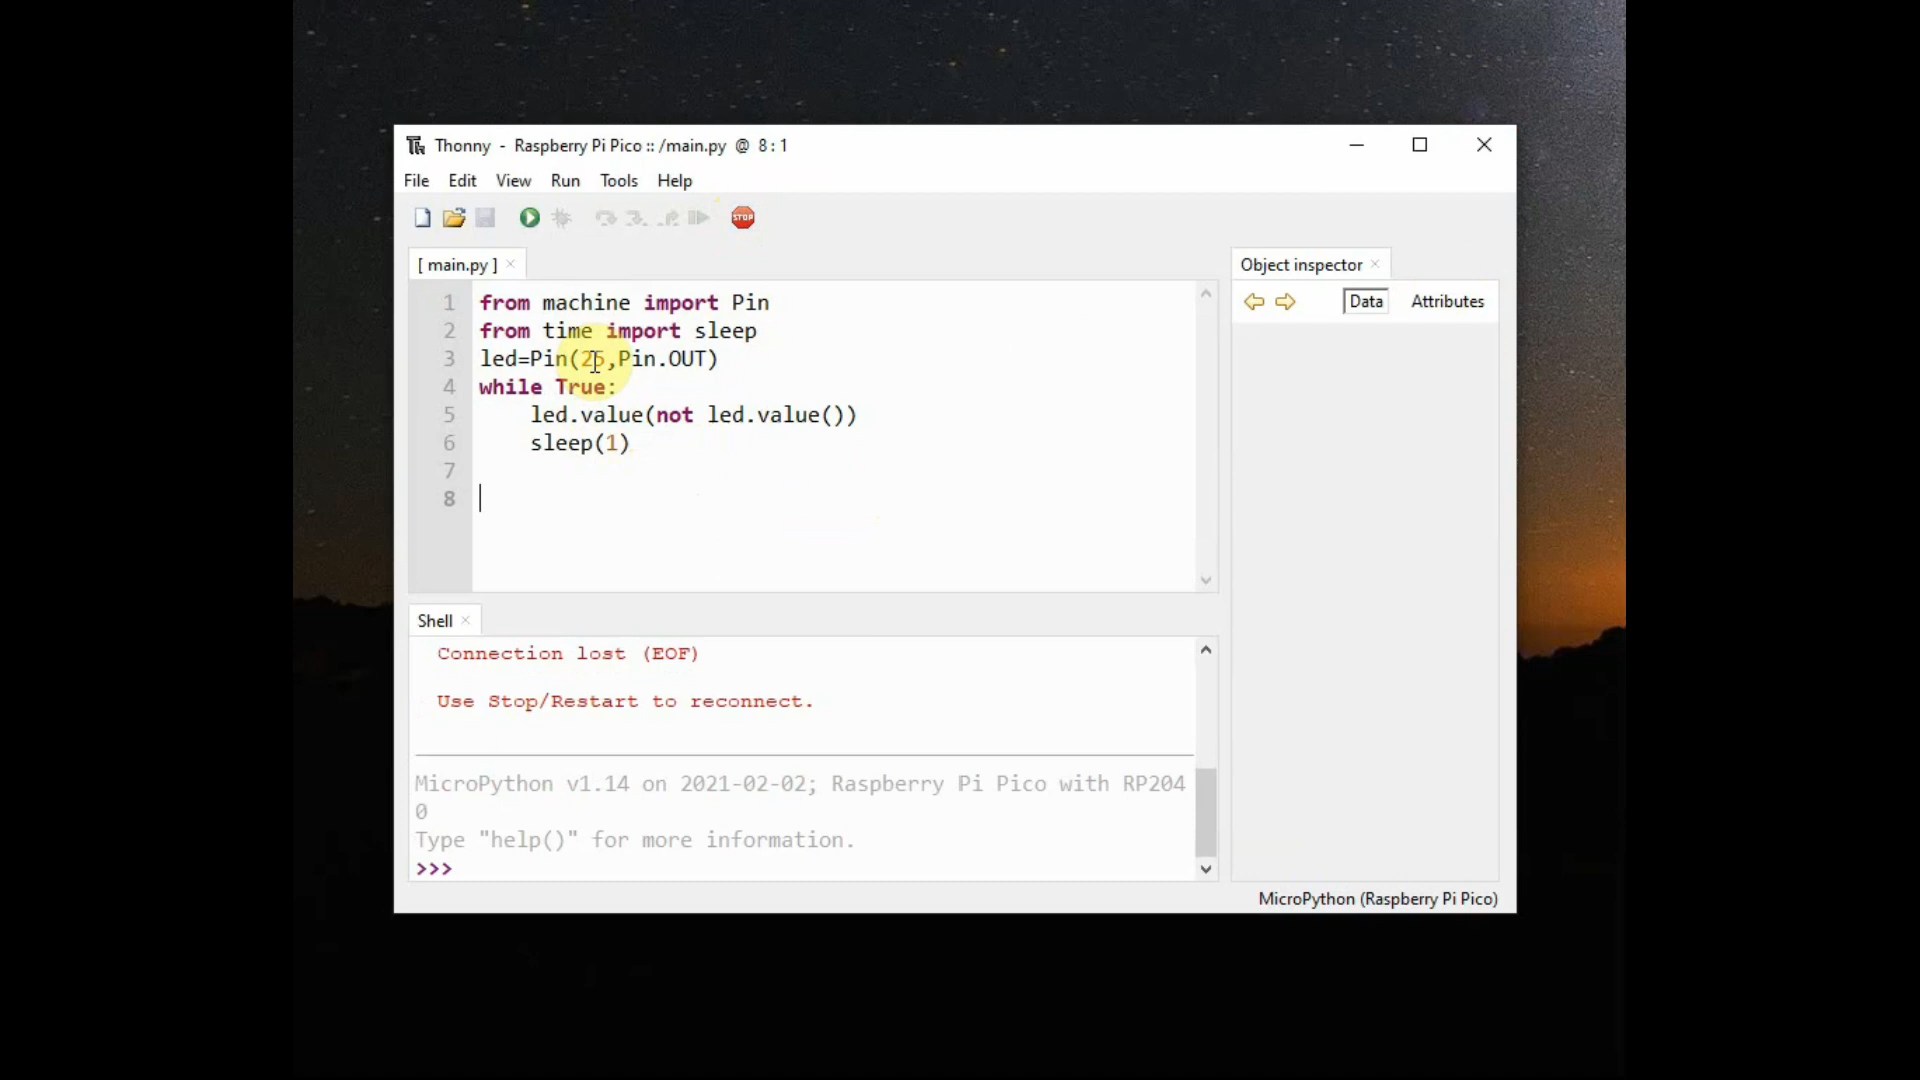 Thonny - Raspberry Pi Pico :: /main.py @ 8 : 1
File Edit View Run Tools Help
STOP
[ main.py ] ×
Object inspector ×
Data Attributes
1 from machine import Pin
2 from time import sleep
3 led=Pin(25,Pin.OUT)
4 while True:
5 led.value(not led.value())
6 sleep(1)
7
8
Shell ×
Connection lost (EOF)
Use Stop/Restart to reconnect.
MicroPython v1.14 on 2021-02-02; Raspberry Pi Pico with RP204
0
Type "help()" for more information.
>>>
MicroPython (Raspberry Pi Pico)